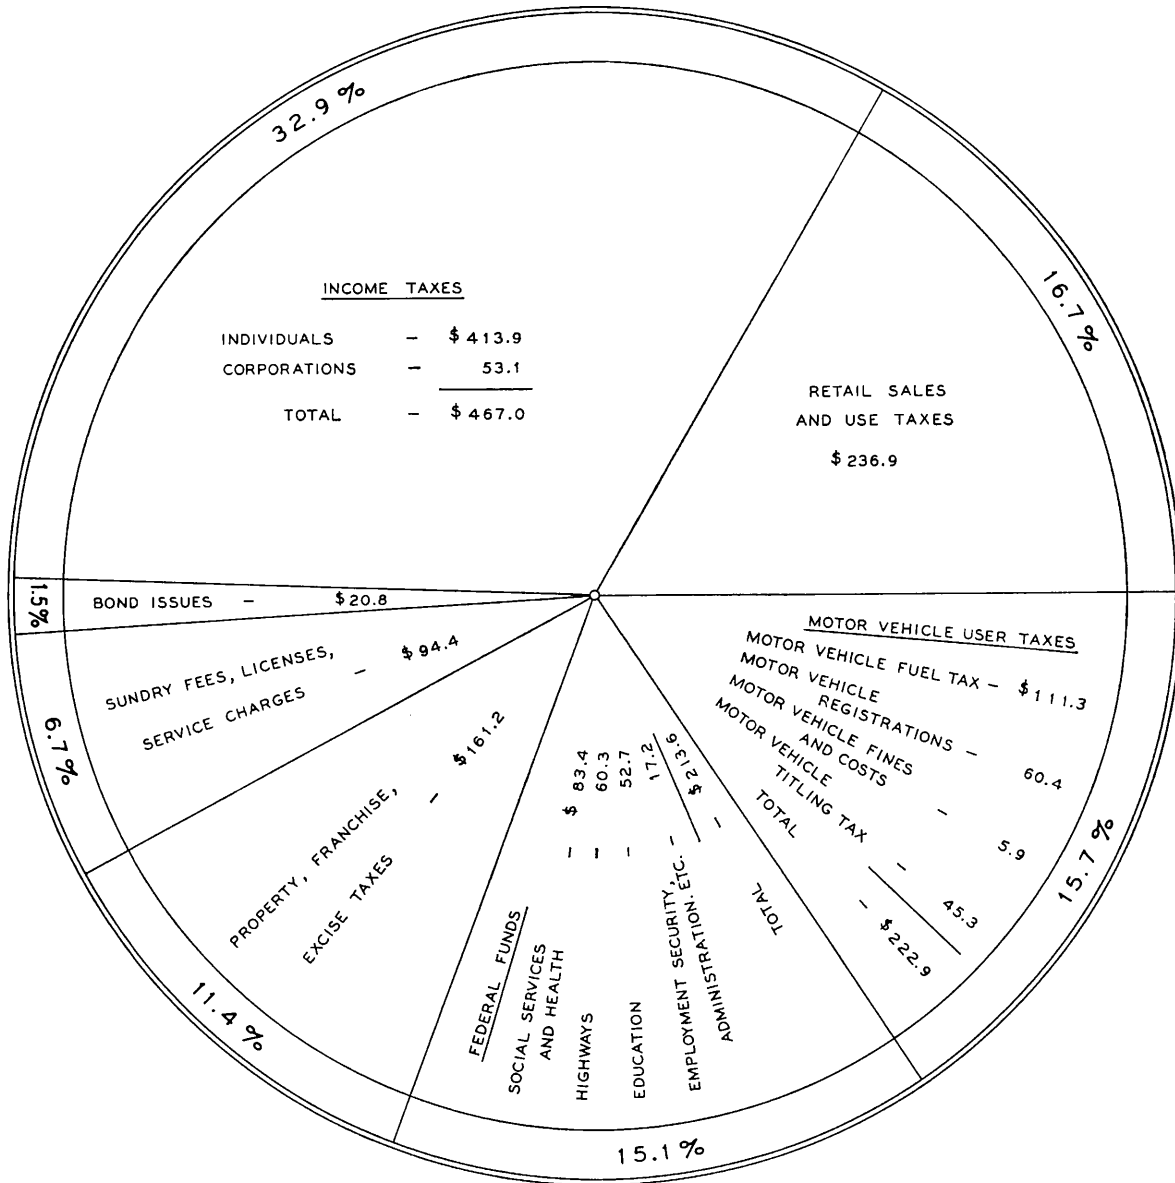 32.9 %
INCOME TAXES
INDIVIDUALS - $ 413.9
CORPORATIONS - 53.1
TOTAL - $ 467.0
16.7 %
RETAIL SALES
AND USE TAXES
$ 236.9
MOTOR VEHICLE USER TAXES
MOTOR VEHICLE FUEL TAX - $ 111.3
MOTOR VEHICLE
REGISTRATIONS - 60.4
MOTOR VEHICLE FINES
AND COSTS - 5.9
MOTOR VEHICLE
TITLING TAX - 45.3
TOTAL - $ 222.9
15.7 %
FEDERAL FUNDS
SOCIAL SERVICES
AND HEALTH - $ 83.4
HIGHWAYS - 60.3
EDUCATION - 52.7
EMPLOYMENT SECURITY,
ADMINISTRATION. ETC. - 17.2
TOTAL - $ 213.6
15.1 %
PROPERTY, FRANCHISE,
EXCISE TAXES - $ 161.2
11.4 %
SUNDRY FEES, LICENSES,
SERVICE CHARGES - $ 94.4
6.7 %
BOND ISSUES - $ 20.8
1.5%